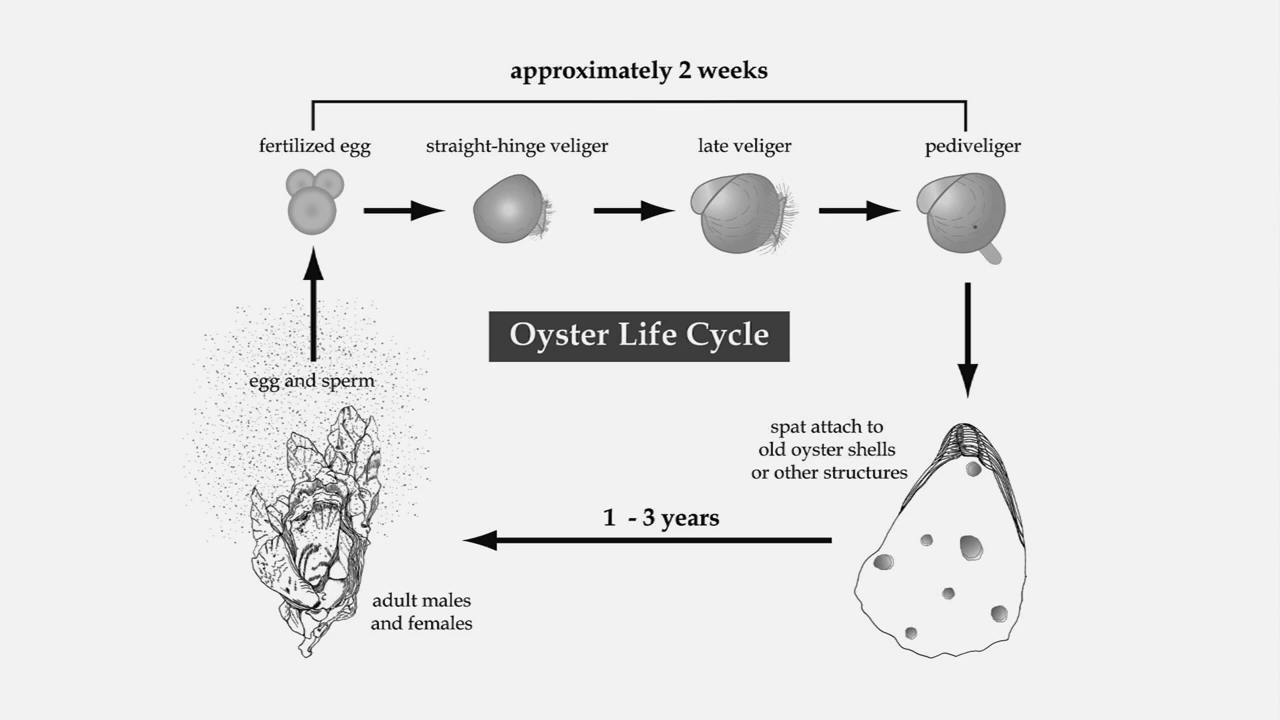 approximately 2 weeks
fertilized egg
straight-hinge veliger
late veliger
pediveliger
Oyster Life Cycle
egg and sperm
spat attach to
old oyster shells
or other structures
1 - 3 years
adult males
and females